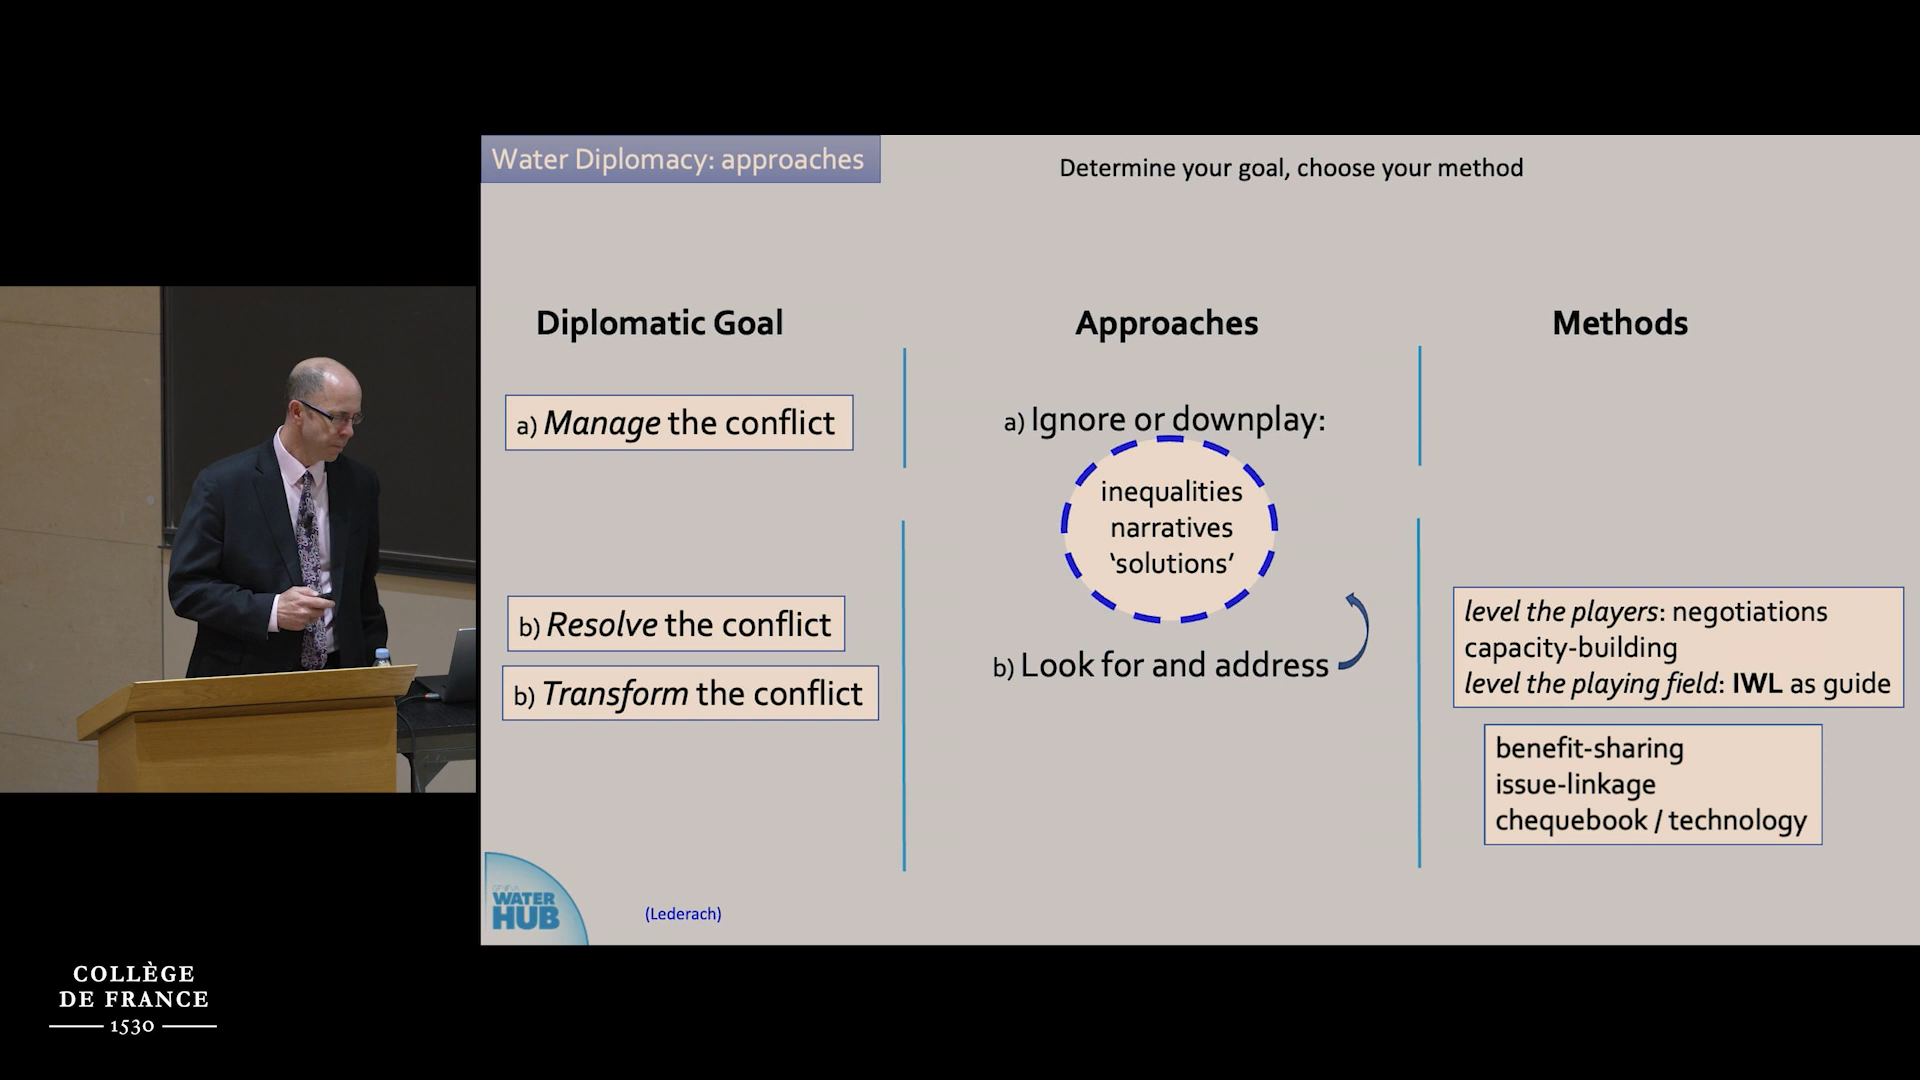 Water Diplomacy: approaches
Determine your goal, choose your method
Diplomatic Goal
Approaches
Methods
a) Manage the conflict
a) Ignore or downplay:
inequalities
narratives
‘solutions’
b) Resolve the conflict
b) Transform the conflict
b) Look for and address
level the players: negotiations
capacity-building
level the playing field: IWL as guide
benefit-sharing
issue-linkage
chequebook / technology
GENEVA
WATER
HUB
(Lederach)
COLLÈGE
DE FRANCE
1530